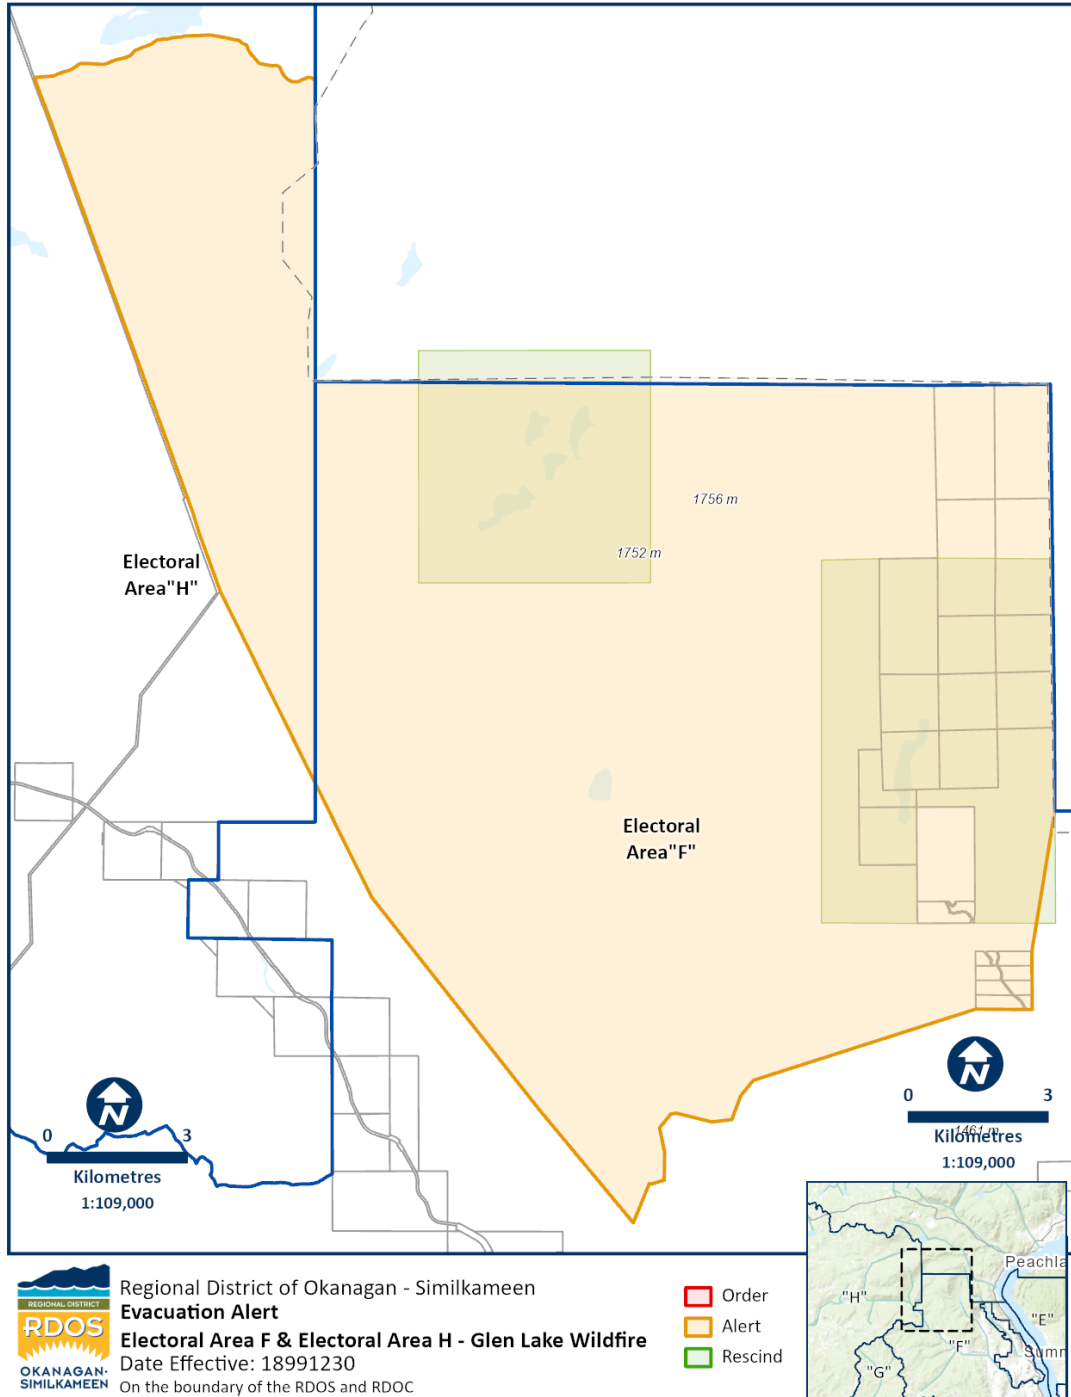 1756 m
1752 m
Electoral
Area"H"
Electoral
Area"F"
N
0 3
Kilometres
1:109,000
N
0 3
1461 m
Kilometres
1:109,000
Peachla
"H"
"E"
"F"
Summ
"G"
REGIONAL DISTRICT
RDOS
OKANAGAN-
SIMILKAMEEN
Regional District of Okanagan - Similkameen
Evacuation Alert
Electoral Area F & Electoral Area H - Glen Lake Wildfire
Date Effective: 18991230
On the boundary of the RDOS and RDOC
Order
Alert
Rescind